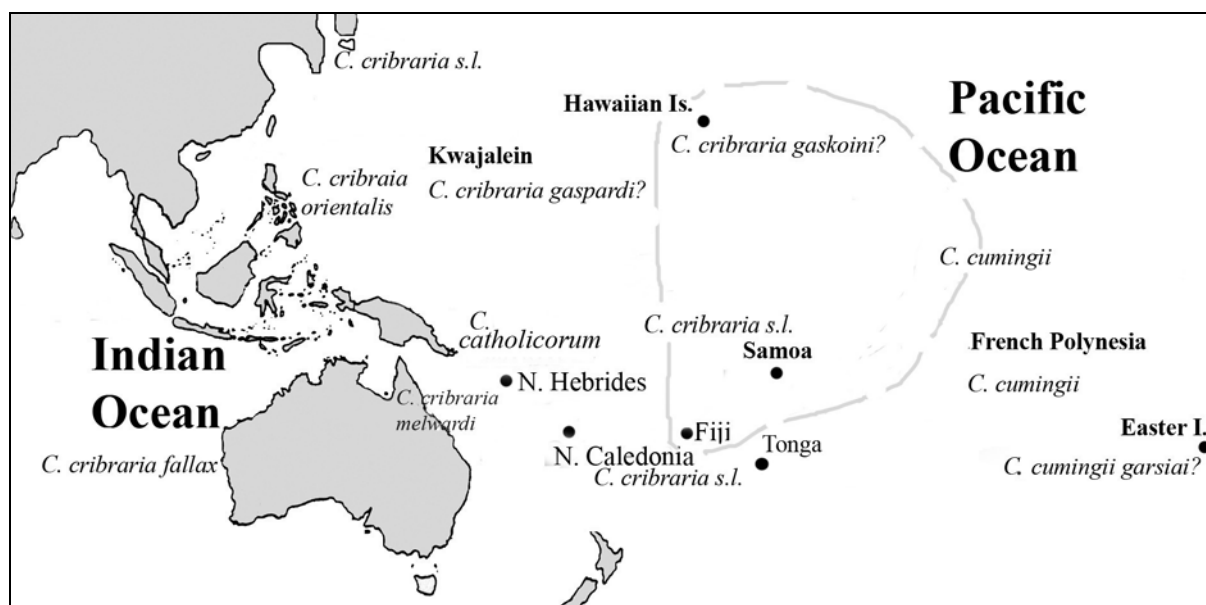 C. cribraria s.l.
Hawaiian Is.
Pacific
Ocean
C. cribraria gaskoini?
Kwajalein
C. cribraria gaspardi?
C. cribaia
orientalis
C. cumingii
C.
catholicorum
C. cribraria s.l.
Samoa
French Polynesia
C. cumingii
Indian
Ocean
N. Hebrides
C. cribraria
melwardi
Fiji
Tonga
N. Caledonia
C. cribraria s.l.
Easter I.
C. cumingii garsiai?
C. cribraria fallax